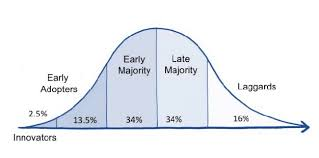 Early
Majority
Late
Majority
Early
Adopters
Laggards
2.5%
13.5%
34%
34%
16%
Innovators